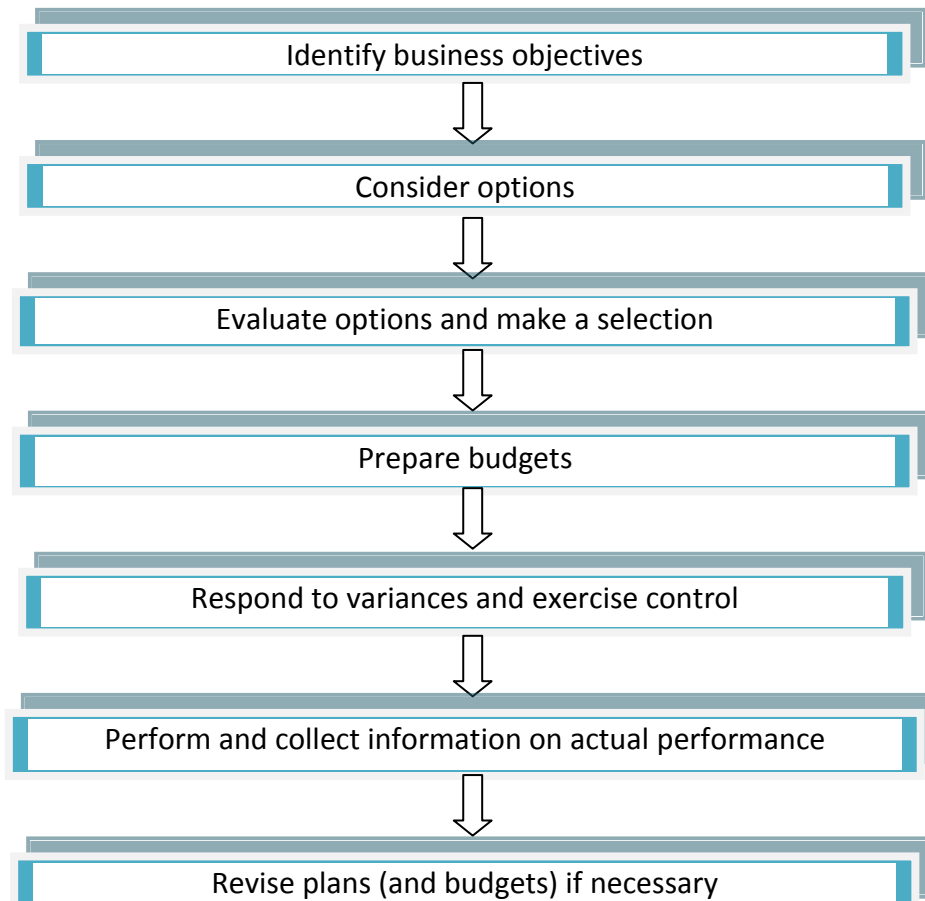 Identify business objectives
Consider options
Evaluate options and make a selection
Prepare budgets
Respond to variances and exercise control
Perform and collect information on actual performance
Revise plans (and budgets) if necessary